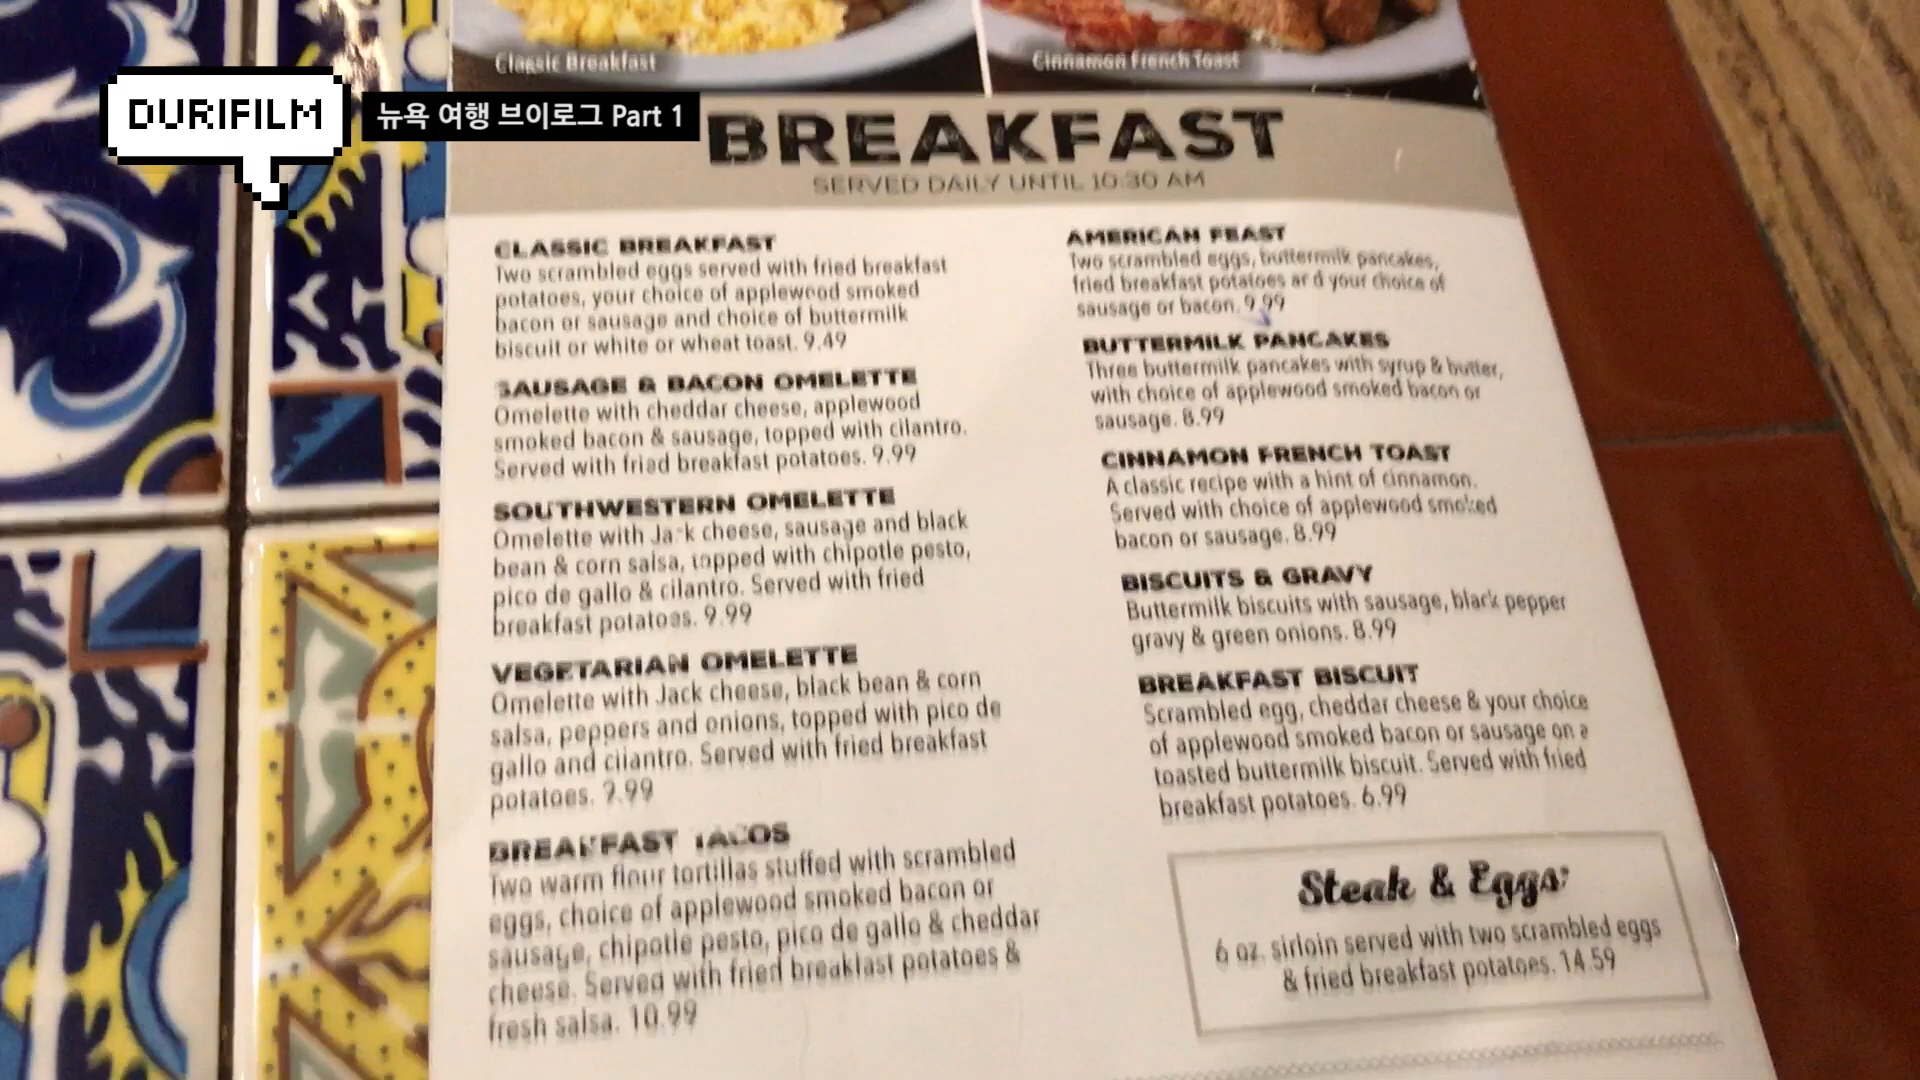 Classic Breakfast
Cinnamon French Toast
DURIFILM
뉴욕 여행 브이로그 Part 1
BREAKFAST
SERVED DAILY UNTIL 10:30 AM
CLASSIC BREAKFAST
Two scrambled eggs served with fried breakfast
potatoes, your choice of applewood smoked
bacon or sausage and choice of buttermilk
biscuit or white or wheat toast. 9.49
SAUSAGE & BACON OMELETTE
Omelette with cheddar cheese, applewood
smoked bacon & sausage, topped with cilantro.
Served with fried breakfast potatoes. 9.99
SOUTHWESTERN OMELETTE
Omelette with Jack cheese, sausage and black
bean & corn salsa, topped with chipotle pesto,
pico de gallo & cilantro. Served with fried
breakfast potatoes. 9.99
VEGETARIAN OMELETTE
Omelette with Jack cheese, black bean & corn
salsa, peppers and onions, topped with pico de
gallo and cilantro. Served with fried breakfast
potatoes. 9.99
BREAKFAST TACOS
Two warm flour tortillas stuffed with scrambled
eggs, choice of applewood smoked bacon or
sausage, chipotle pesto, pico de gallo & cheddar
cheese. Served with fried breakfast potatoes &
fresh salsa. 10.99
AMERICAN FEAST
Two scrambled eggs, buttermilk pancakes,
fried breakfast potatoes and your choice of
sausage or bacon. 9.99
BUTTERMILK PANCAKES
Three buttermilk pancakes with syrup & butter,
with choice of applewood smoked bacon or
sausage. 8.99
CINNAMON FRENCH TOAST
A classic recipe with a hint of cinnamon.
Served with choice of applewood smoked
bacon or sausage. 8.99
BISCUITS & GRAVY
Buttermilk biscuits with sausage, black pepper
gravy & green onions. 8.99
BREAKFAST BISCUIT
Scrambled egg, cheddar cheese & your choice
of applewood smoked bacon or sausage on a
toasted buttermilk biscuit. Served with fried
breakfast potatoes. 6.99
Steak & Eggs*
6 oz. sirloin served with two scrambled eggs
& fried breakfast potatoes. 14.59